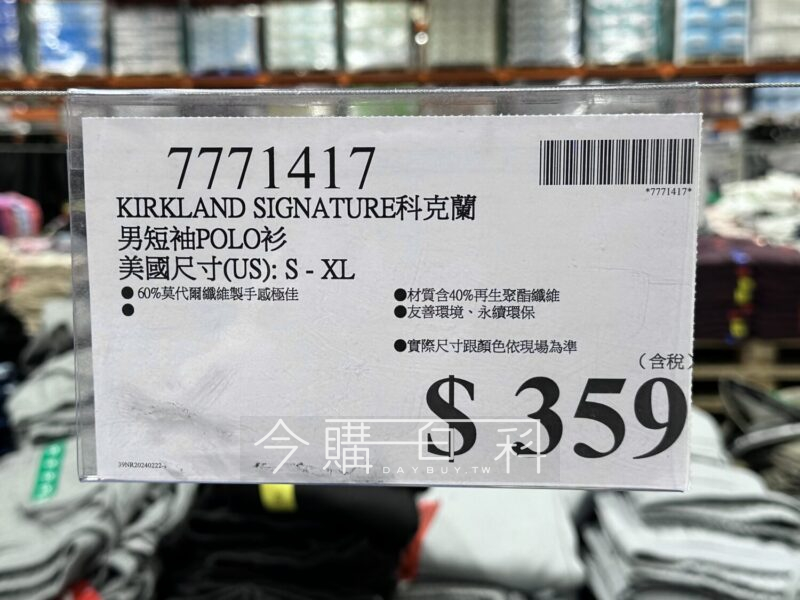 7771417
*7771417*
KIRKLAND SIGNATURE科克蘭
男短袖POLO衫
美國尺寸(US): S - XL
●60%莫代爾纖維製手感極佳
●
●材質含40%再生聚酯纖維
●友善環境、永續環保
●實際尺寸跟顏色依現場為準
(含稅)
$ 359
今購百科
DAYBUY.TW